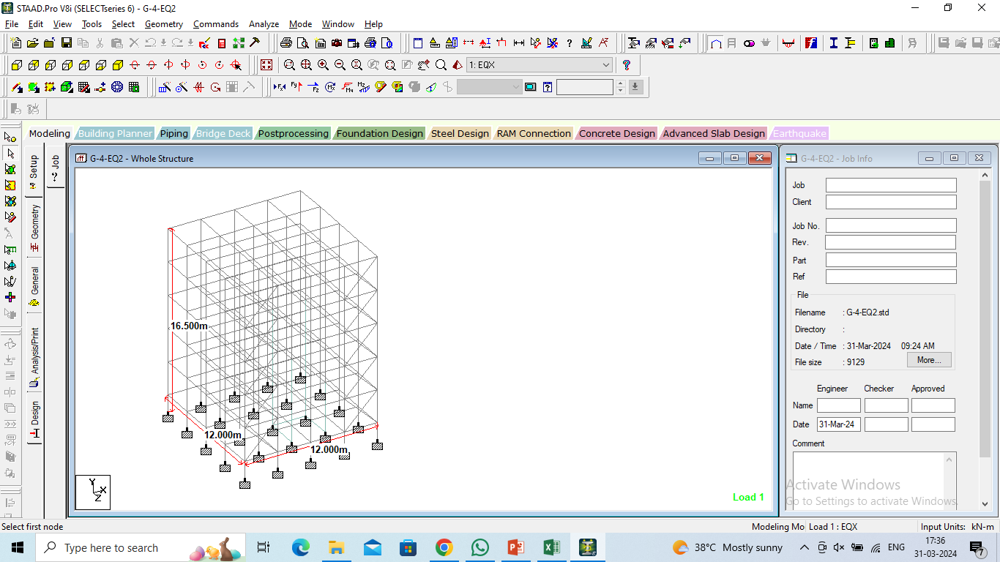 STAAD.Pro V8i (SELECTseries 6) - G-4-EQ2
File Edit View Tools Select Geometry Commands Analyze Mode Window Help
1: EQX
Modeling Building Planner Piping Bridge Deck Postprocessing Foundation Design Steel Design RAM Connection Concrete Design Advanced Slab Design Earthquake
Setup
Geometry
General
Analysis/Print
Design
Job
G-4-EQ2 - Whole Structure
16.500m
12.000m
12.000m
Y
X
Z
Load 1
G-4-EQ2 - Job Info
Job
Client
Job No.
Rev.
Part
Ref
File
Filename : G-4-EQ2.std
Directory :
Date / Time : 31-Mar-2024 09:24 AM
File size : 9129
More...
Engineer Checker Approved
Name
Date 31-Mar-24
Comment
Activate Windows
Go to Settings to activate Windows.
Select first node
Modeling Mo Load 1 : EQX Input Units: kN-m
Type here to search
38°C Mostly sunny
ENG
17:36
31-03-2024
7